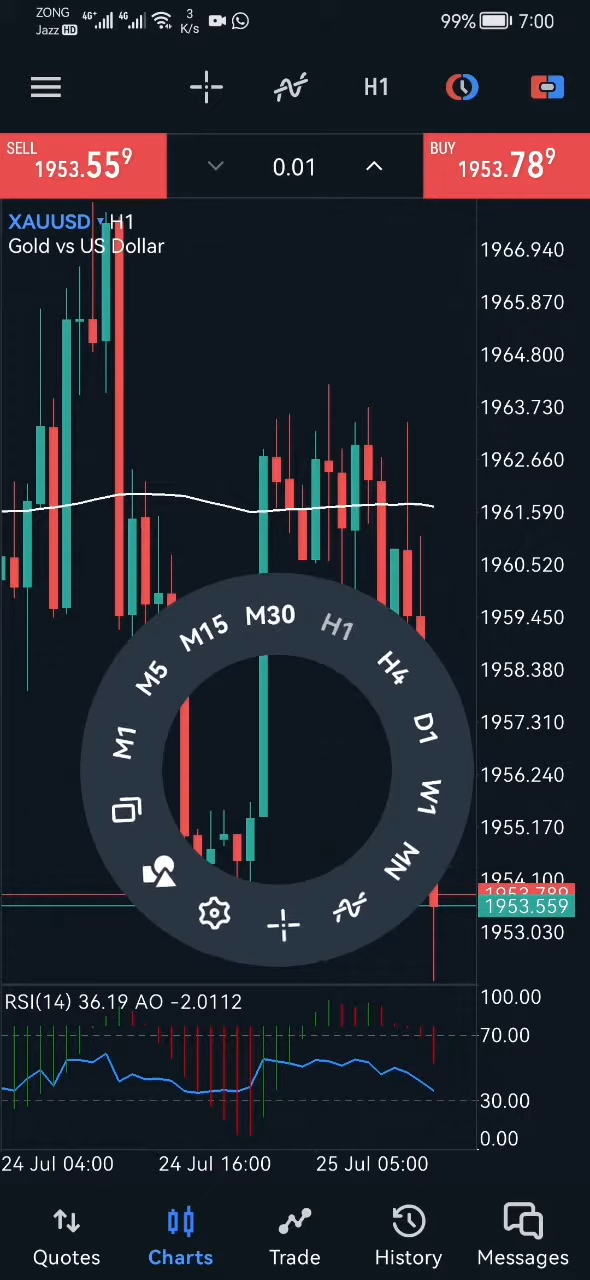 ZONG
Jazz HD
4G+
4G
3
K/s
99%
7:00
H1
SELL
1953.55⁹
0.01
BUY
1953.78⁹
XAUUSD H1
Gold vs US Dollar
1966.940
1965.870
1964.800
1963.730
1962.660
1961.590
1960.520
1959.450
1958.380
1957.310
1956.240
1955.170
1954.100
1953.789
1953.559
1953.030
M1
M5
M15
M30
H1
H4
D1
W1
MN
RSI(14) 36.19 AO -2.0112
100.00
70.00
30.00
0.00
24 Jul 04:00
24 Jul 16:00
25 Jul 05:00
Quotes
Charts
Trade
History
Messages